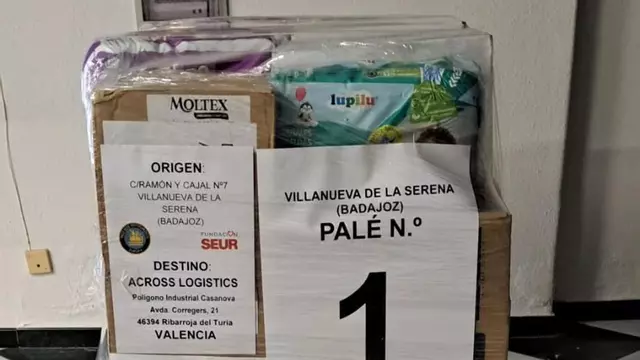 MOLTEX
lupilu
ORIGEN:
C/RAMÓN Y CAJAL Nº7
VILLANUEVA DE LA
SERENA
(BADAJOZ)
FUNDACIÓN
SEUR
DESTINO:
ACROSS LOGISTICS
Polígono Industrial Casanova
Avda. Corregers, 21
46394 Ribarroja del Turia
VALENCIA
VILLANUEVA DE LA SERENA
(BADAJOZ)
PALÉ N.º
1